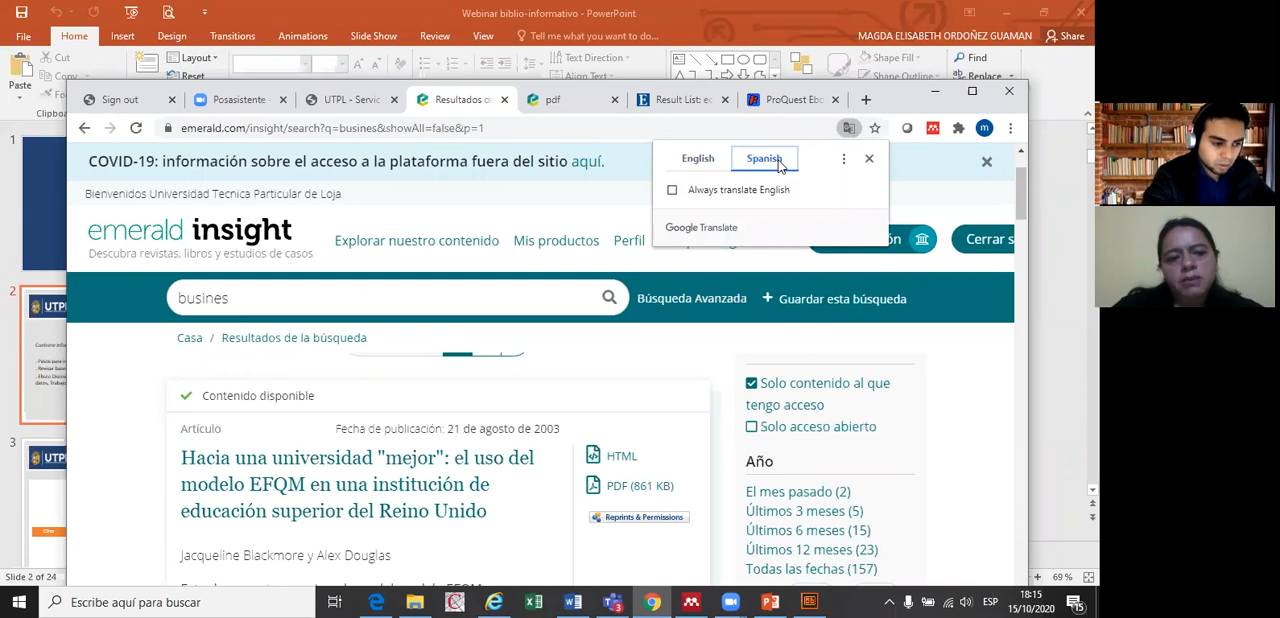 Webinar biblio-informativo - PowerPoint
File Home Insert Design Transitions Animations Slide Show Review View Tell me what you want to do... MAGDA ELISABETH ORDOÑEZ GUAMAN Share
Cut Layout Text Direction Shape Fill Find
Paste Copy Reset Align Text Shape Outline Replace
Sign out Posasistente - UTPL - Servic Resultados de pdf Result List: ec ProQuest Ebc
emerald.com/insight/search?q=busines&showAll=false&p=1 m
COVID-19: información sobre el acceso a la plataforma fuera del sitio aquí.
English Spanish
Always translate English
Google Translate
Bienvenidos Universidad Tecnica Particular de Loja
emerald insight
Descubra revistas, libros y estudios de casos
Explorar nuestro contenido Mis productos Perfil Cerrar s
busines Búsqueda Avanzada + Guardar esta búsqueda
Casa / Resultados de la búsqueda
Contenido disponible
Artículo Fecha de publicación: 21 de agosto de 2003
Hacia una universidad "mejor": el uso del
modelo EFQM en una institución de
educación superior del Reino Unido
HTML
PDF (861 KB)
Reprints & Permissions
Jacqueline Blackmore y Alex Douglas
Solo contenido al que
tengo acceso
Solo acceso abierto
Año
El mes pasado (2)
Últimos 3 meses (5)
Últimos 6 meses (15)
Últimos 12 meses (23)
Todas las fechas (157)
1
2
UTPL
3
UTPL
Slide 2 of 24
69 %
Escribe aquí para buscar
ESP
18:15
15/10/2020
15